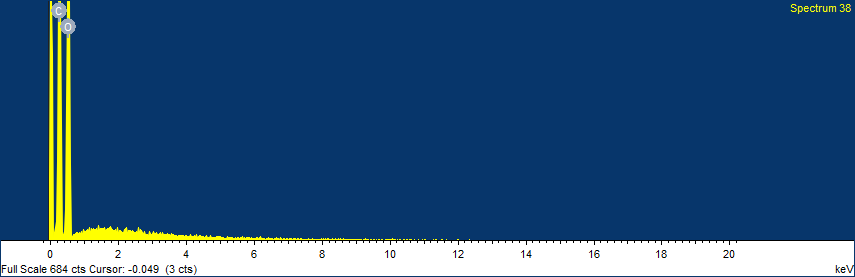 Spectrum 38
C
O
0 2 4 6 8 10 12 14 16 18 20
Full Scale 684 cts Cursor: -0.049 (3 cts) keV